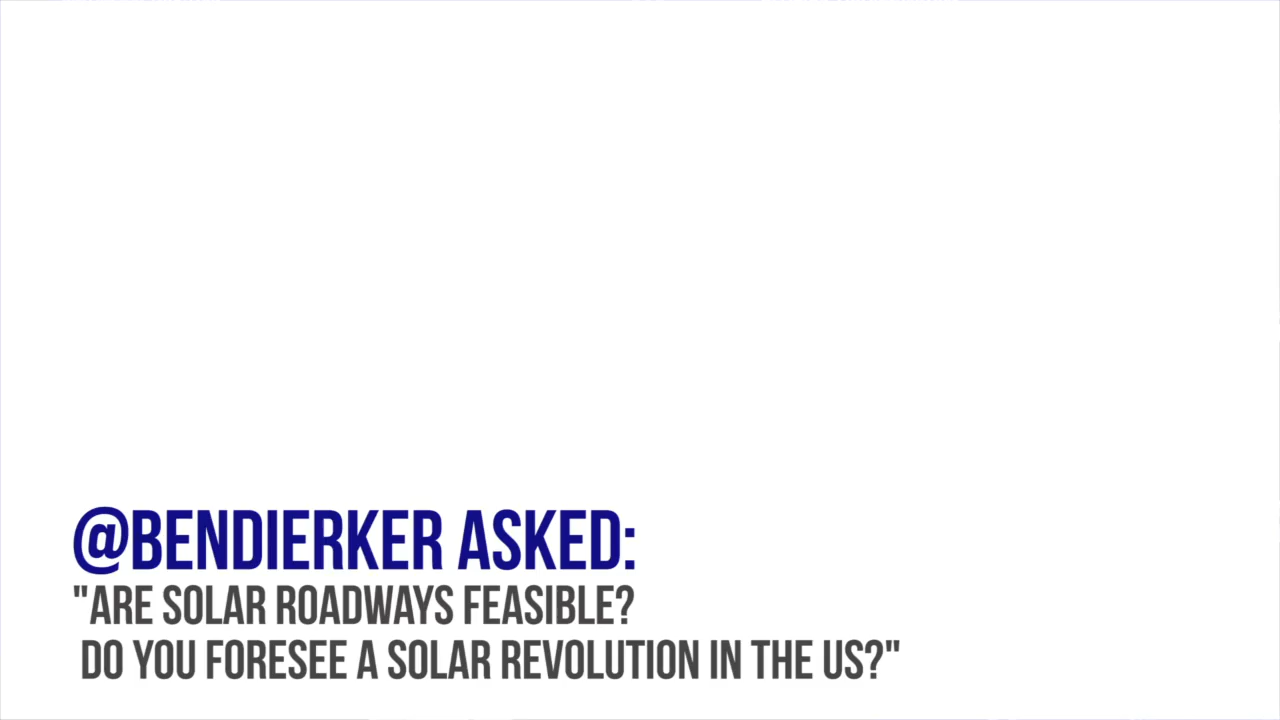 @BENDIERKER ASKED:
"ARE SOLAR ROADWAYS FEASIBLE?
DO YOU FORESEE A SOLAR REVOLUTION IN THE US?"